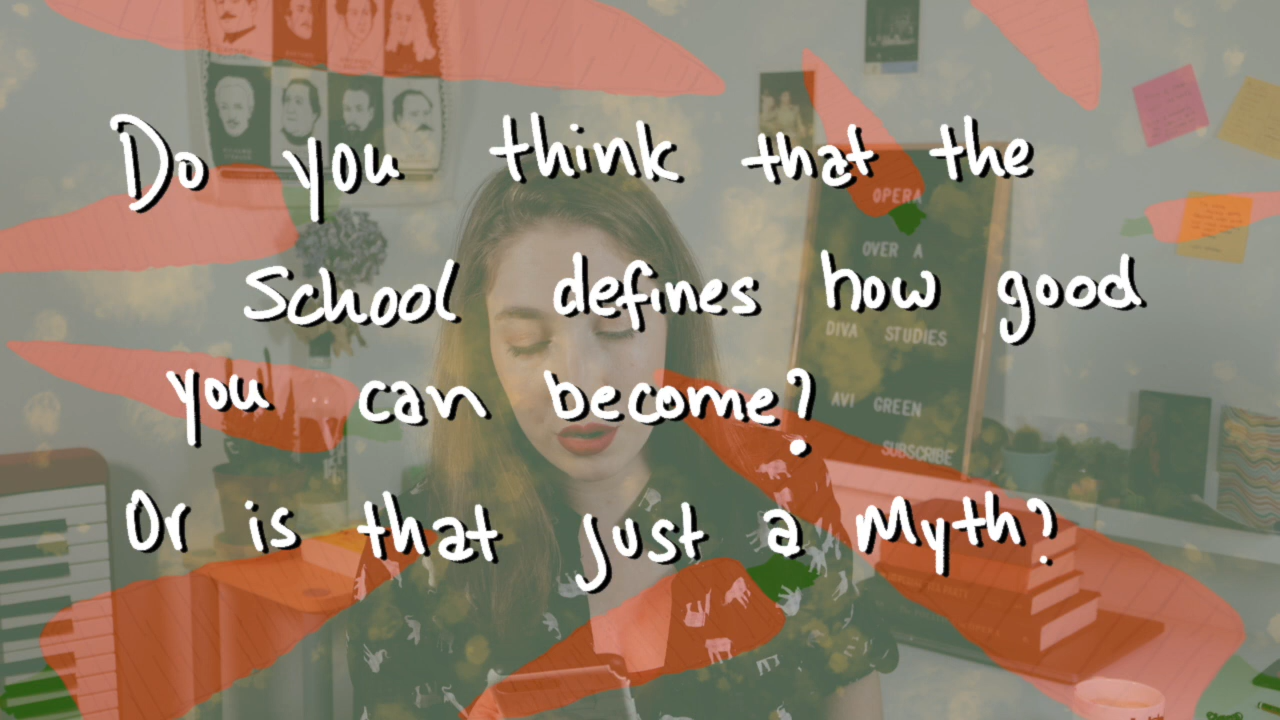 Do you think that the
School defines how good
you can become?
Or is that just a Myth?
OPERA
OVER A
DIVA STUDIES
AVI GREEN
SUBSCRIBE